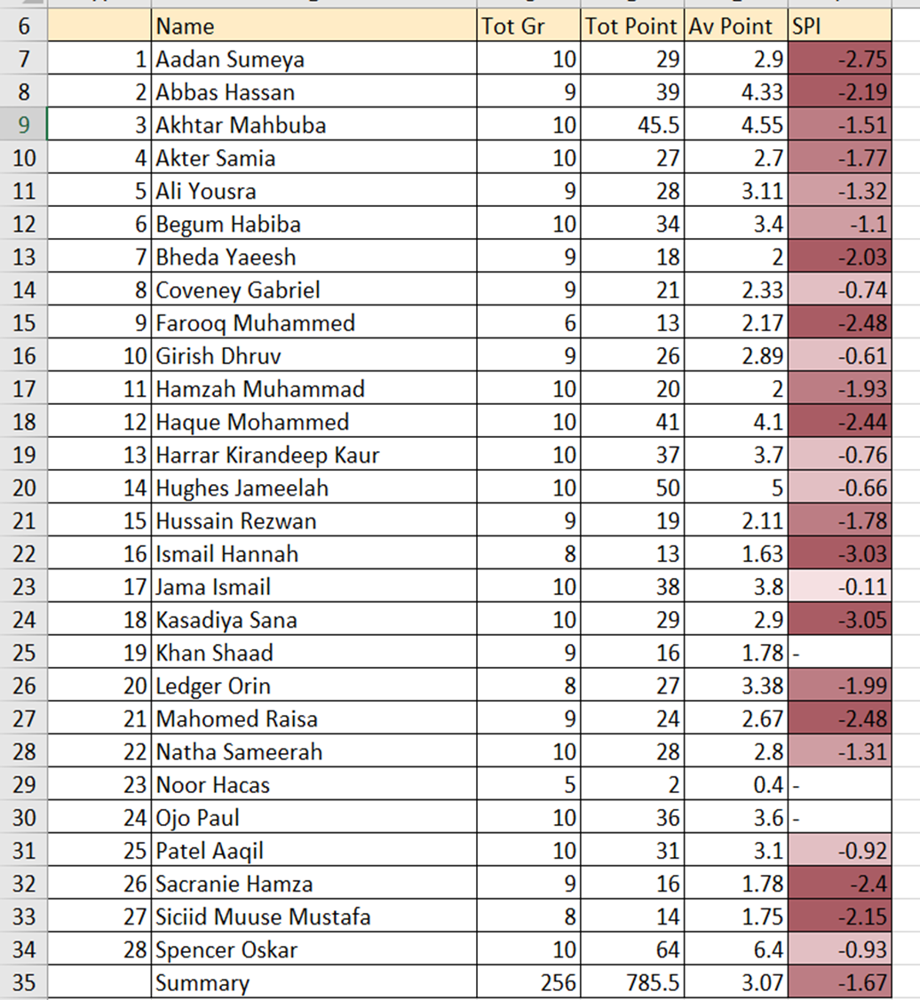 6 Name Tot Gr Tot Point Av Point SPI
7 1 Aadan Sumeya 10 29 2.9 -2.75
8 2 Abbas Hassan 9 39 4.33 -2.19
9 3 Akhtar Mahbuba 10 45.5 4.55 -1.51
10 4 Akter Samia 10 27 2.7 -1.77
11 5 Ali Yousra 9 28 3.11 -1.32
12 6 Begum Habiba 10 34 3.4 -1.1
13 7 Bheda Yaeesh 9 18 2 -2.03
14 8 Coveney Gabriel 9 21 2.33 -0.74
15 9 Farooq Muhammed 6 13 2.17 -2.48
16 10 Girish Dhruv 9 26 2.89 -0.61
17 11 Hamzah Muhammad 10 20 2 -1.93
18 12 Haque Mohammed 10 41 4.1 -2.44
19 13 Harrar Kirandeep Kaur 10 37 3.7 -0.76
20 14 Hughes Jameelah 10 50 5 -0.66
21 15 Hussain Rezwan 9 19 2.11 -1.78
22 16 Ismail Hannah 8 13 1.63 -3.03
23 17 Jama Ismail 10 38 3.8 -0.11
24 18 Kasadiya Sana 10 29 2.9 -3.05
25 19 Khan Shaad 9 16 1.78 -
26 20 Ledger Orin 8 27 3.38 -1.99
27 21 Mahomed Raisa 9 24 2.67 -2.48
28 22 Natha Sameerah 10 28 2.8 -1.31
29 23 Noor Hacas 5 2 0.4 -
30 24 Ojo Paul 10 36 3.6 -
31 25 Patel Aaqil 10 31 3.1 -0.92
32 26 Sacranie Hamza 9 16 1.78 -2.4
33 27 Siciid Muuse Mustafa 8 14 1.75 -2.15
34 28 Spencer Oskar 10 64 6.4 -0.93
35 Summary 256 785.5 3.07 -1.67